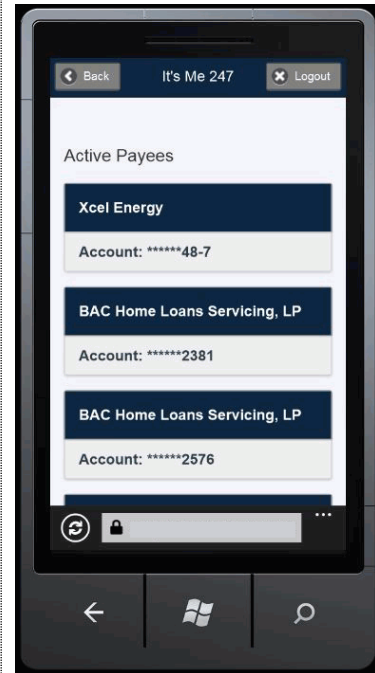 Back It's Me 247 Logout
Active Payees
Xcel Energy
Account: ******48-7
BAC Home Loans Servicing, LP
Account: ******2381
BAC Home Loans Servicing, LP
Account: ******2576